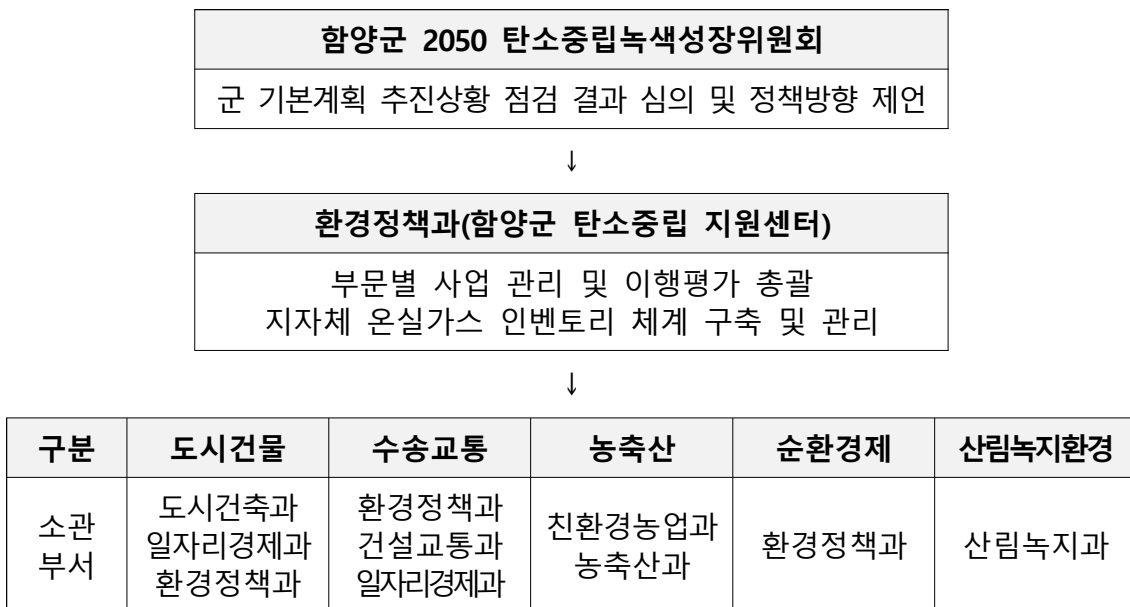 함양군 2050 탄소중립녹색성장위원회
군 기본계획 추진상황 점검 결과 심의 및 정책방향 제언
↓
환경정책과(함양군 탄소중립 지원센터)
부문별 사업 관리 및 이행평가 총괄
지자체 온실가스 인벤토리 체계 구축 및 관리
↓
구분 도시건물 수송교통 농축산 순환경제 산림녹지환경
소관 부서 도시건축과 일자리경제과 환경정책과 환경정책과 건설교통과 일자리경제과 친환경농업과 농축산과 환경정책과 산림녹지과